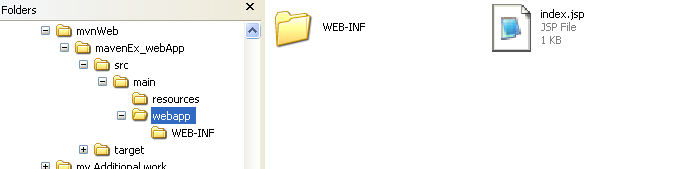 Folders
mvnWeb
mavenEx_webApp
src
main
resources
webapp
WEB-INF
target
my Additional work
WEB-INF
index.jsp
JSP File
1 KB